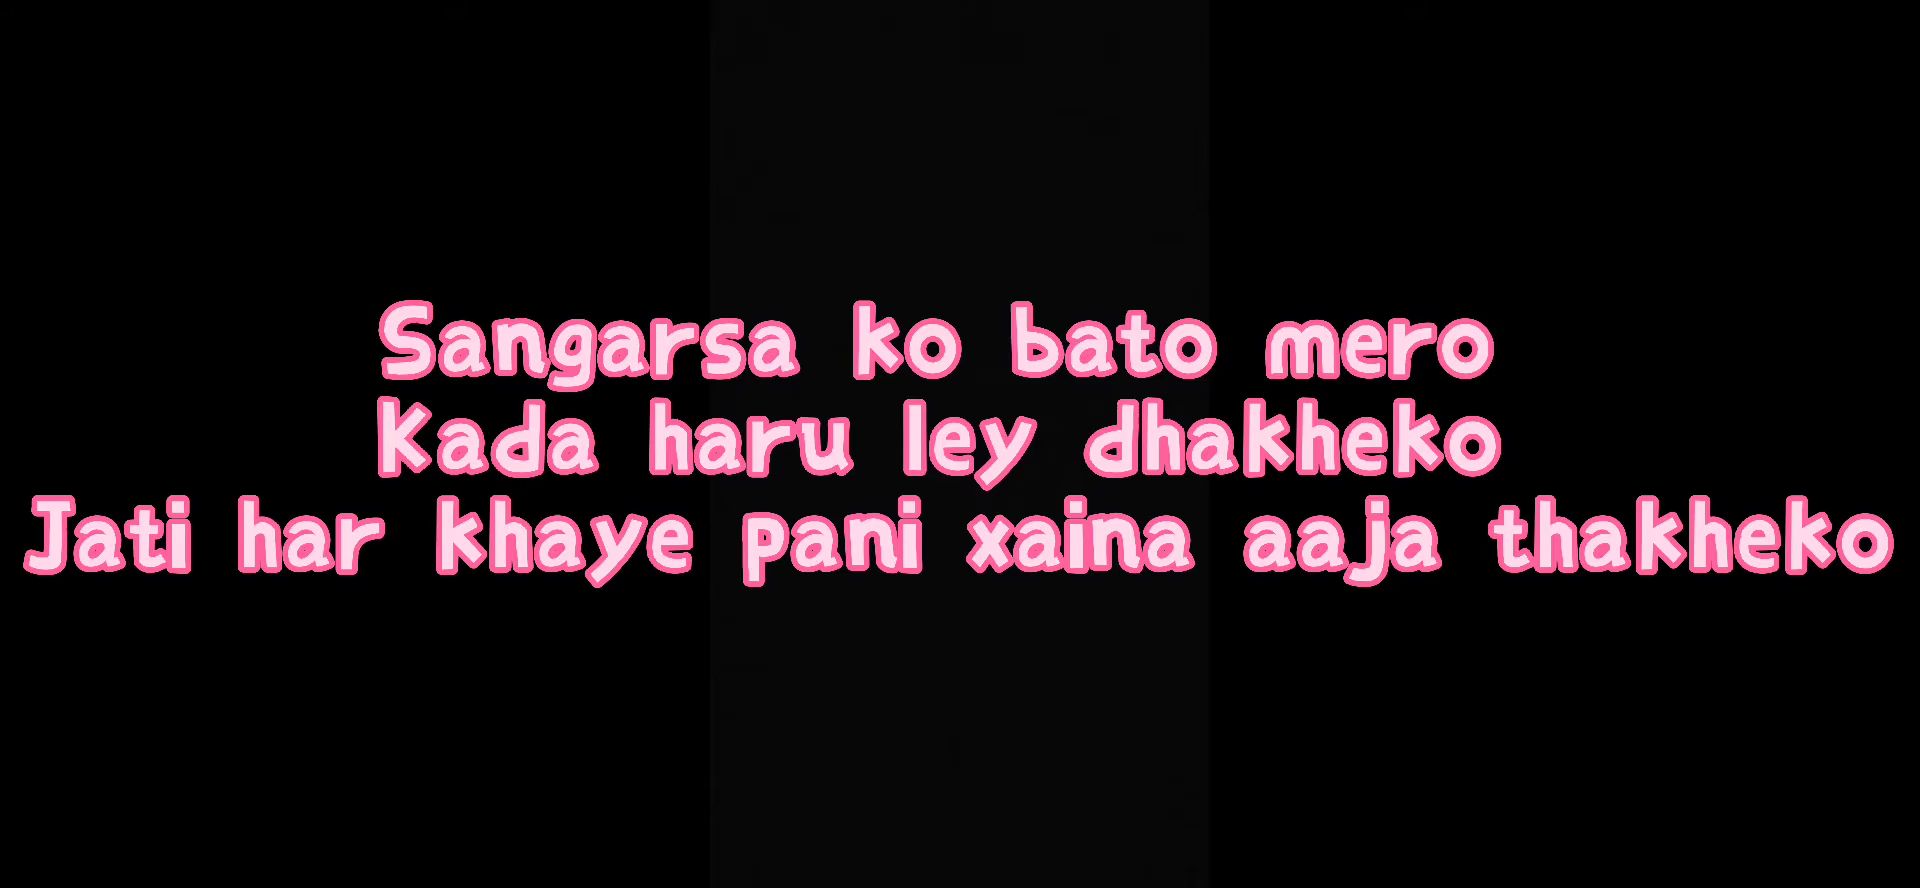 Sangarsa ko bato mero
Kada haru ley dhakheko
Jati har khaye pani xaina aaja thakheko